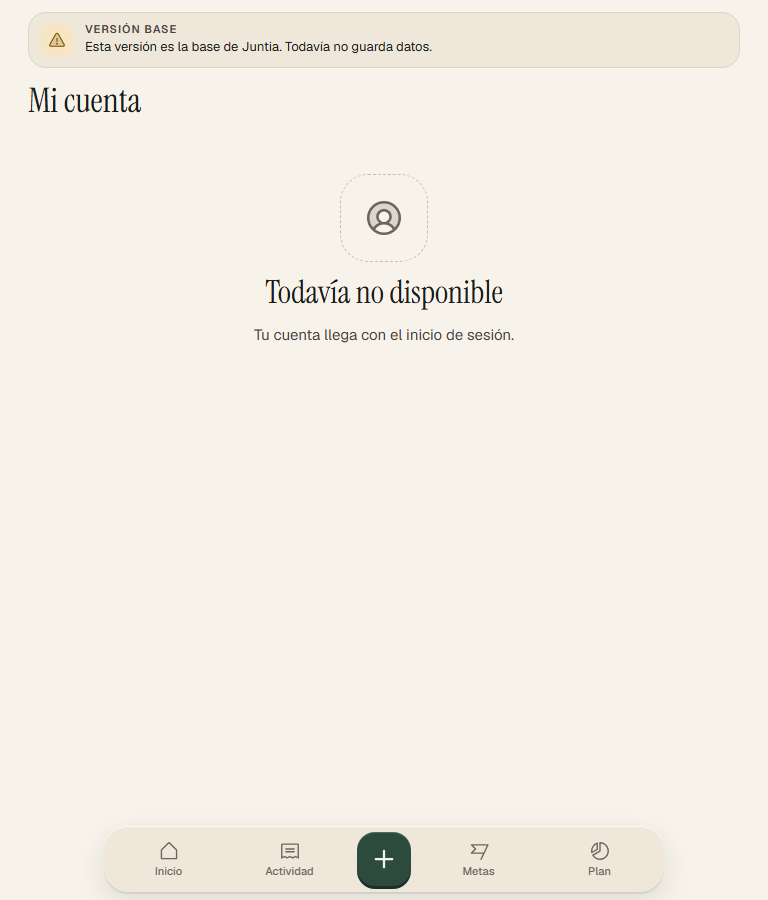 VERSIÓN BASE
Esta versión es la base de Juntia. Todavía no guarda datos.
Mi cuenta
Todavía no disponible
Tu cuenta llega con el inicio de sesión.
Inicio
Actividad
Metas
Plan